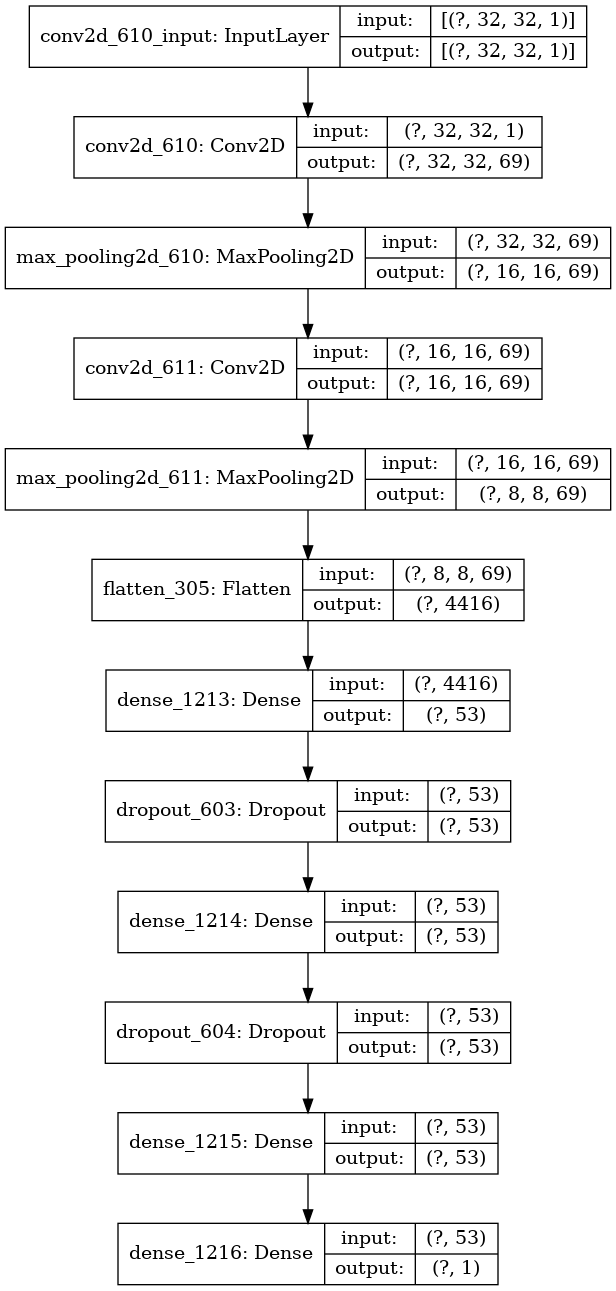 conv2d_610_input: InputLayer
input: [(?, 32, 32, 1)]
output: [(?, 32, 32, 1)]
conv2d_610: Conv2D
input: (?, 32, 32, 1)
output: (?, 32, 32, 69)
max_pooling2d_610: MaxPooling2D
input: (?, 32, 32, 69)
output: (?, 16, 16, 69)
conv2d_611: Conv2D
input: (?, 16, 16, 69)
output: (?, 16, 16, 69)
max_pooling2d_611: MaxPooling2D
input: (?, 16, 16, 69)
output: (?, 8, 8, 69)
flatten_305: Flatten
input: (?, 8, 8, 69)
output: (?, 4416)
dense_1213: Dense
input: (?, 4416)
output: (?, 53)
dropout_603: Dropout
input: (?, 53)
output: (?, 53)
dense_1214: Dense
input: (?, 53)
output: (?, 53)
dropout_604: Dropout
input: (?, 53)
output: (?, 53)
dense_1215: Dense
input: (?, 53)
output: (?, 53)
dense_1216: Dense
input: (?, 53)
output: (?, 1)